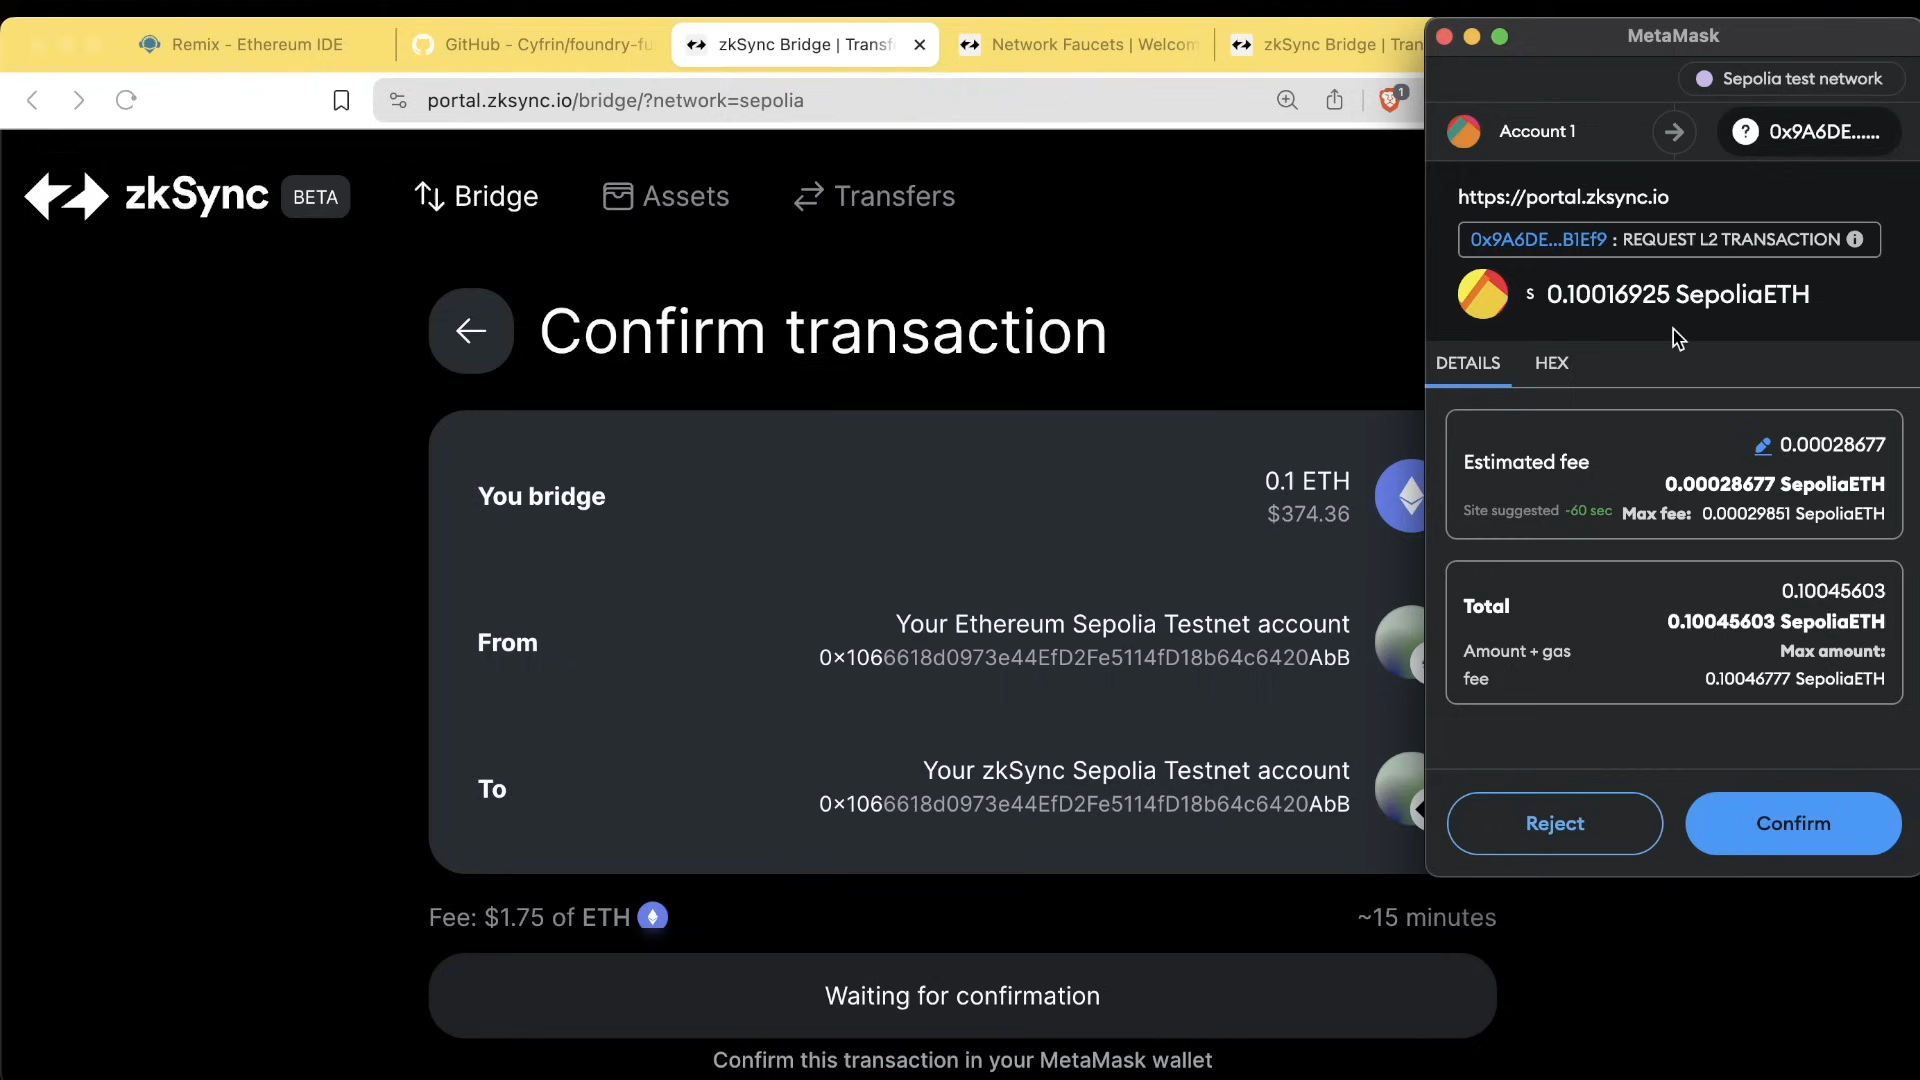 Remix - Ethereum IDE
GitHub - Cyfrin/foundry-fu
zkSync Bridge | Transf
Network Faucets | Welcom
zkSync Bridge | Tran
portal.zksync.io/bridge/?network=sepolia
1
zkSync BETA
Bridge
Assets
Transfers
Confirm transaction
You bridge
0.1 ETH
$374.36
From
Your Ethereum Sepolia Testnet account
0×1066618d0973e44EfD2Fe5114fD18b64c6420AbB
To
Your zkSync Sepolia Testnet account
0×1066618d0973e44EfD2Fe5114fD18b64c6420AbB
Fee: $1.75 of ETH
~15 minutes
Waiting for confirmation
Confirm this transaction in your MetaMask wallet
MetaMask
Sepolia test network
Account 1
? 0x9A6DE......
https://portal.zksync.io
0x9A6DE...B1Ef9 : REQUEST L2 TRANSACTION
S 0.10016925 SepoliaETH
DETAILS
HEX
Estimated fee
0.00028677
0.00028677 SepoliaETH
Site suggested ~60 sec Max fee: 0.00029851 SepoliaETH
Total
0.10045603
0.10045603 SepoliaETH
Amount + gas fee
Max amount:
0.10046777 SepoliaETH
Reject
Confirm